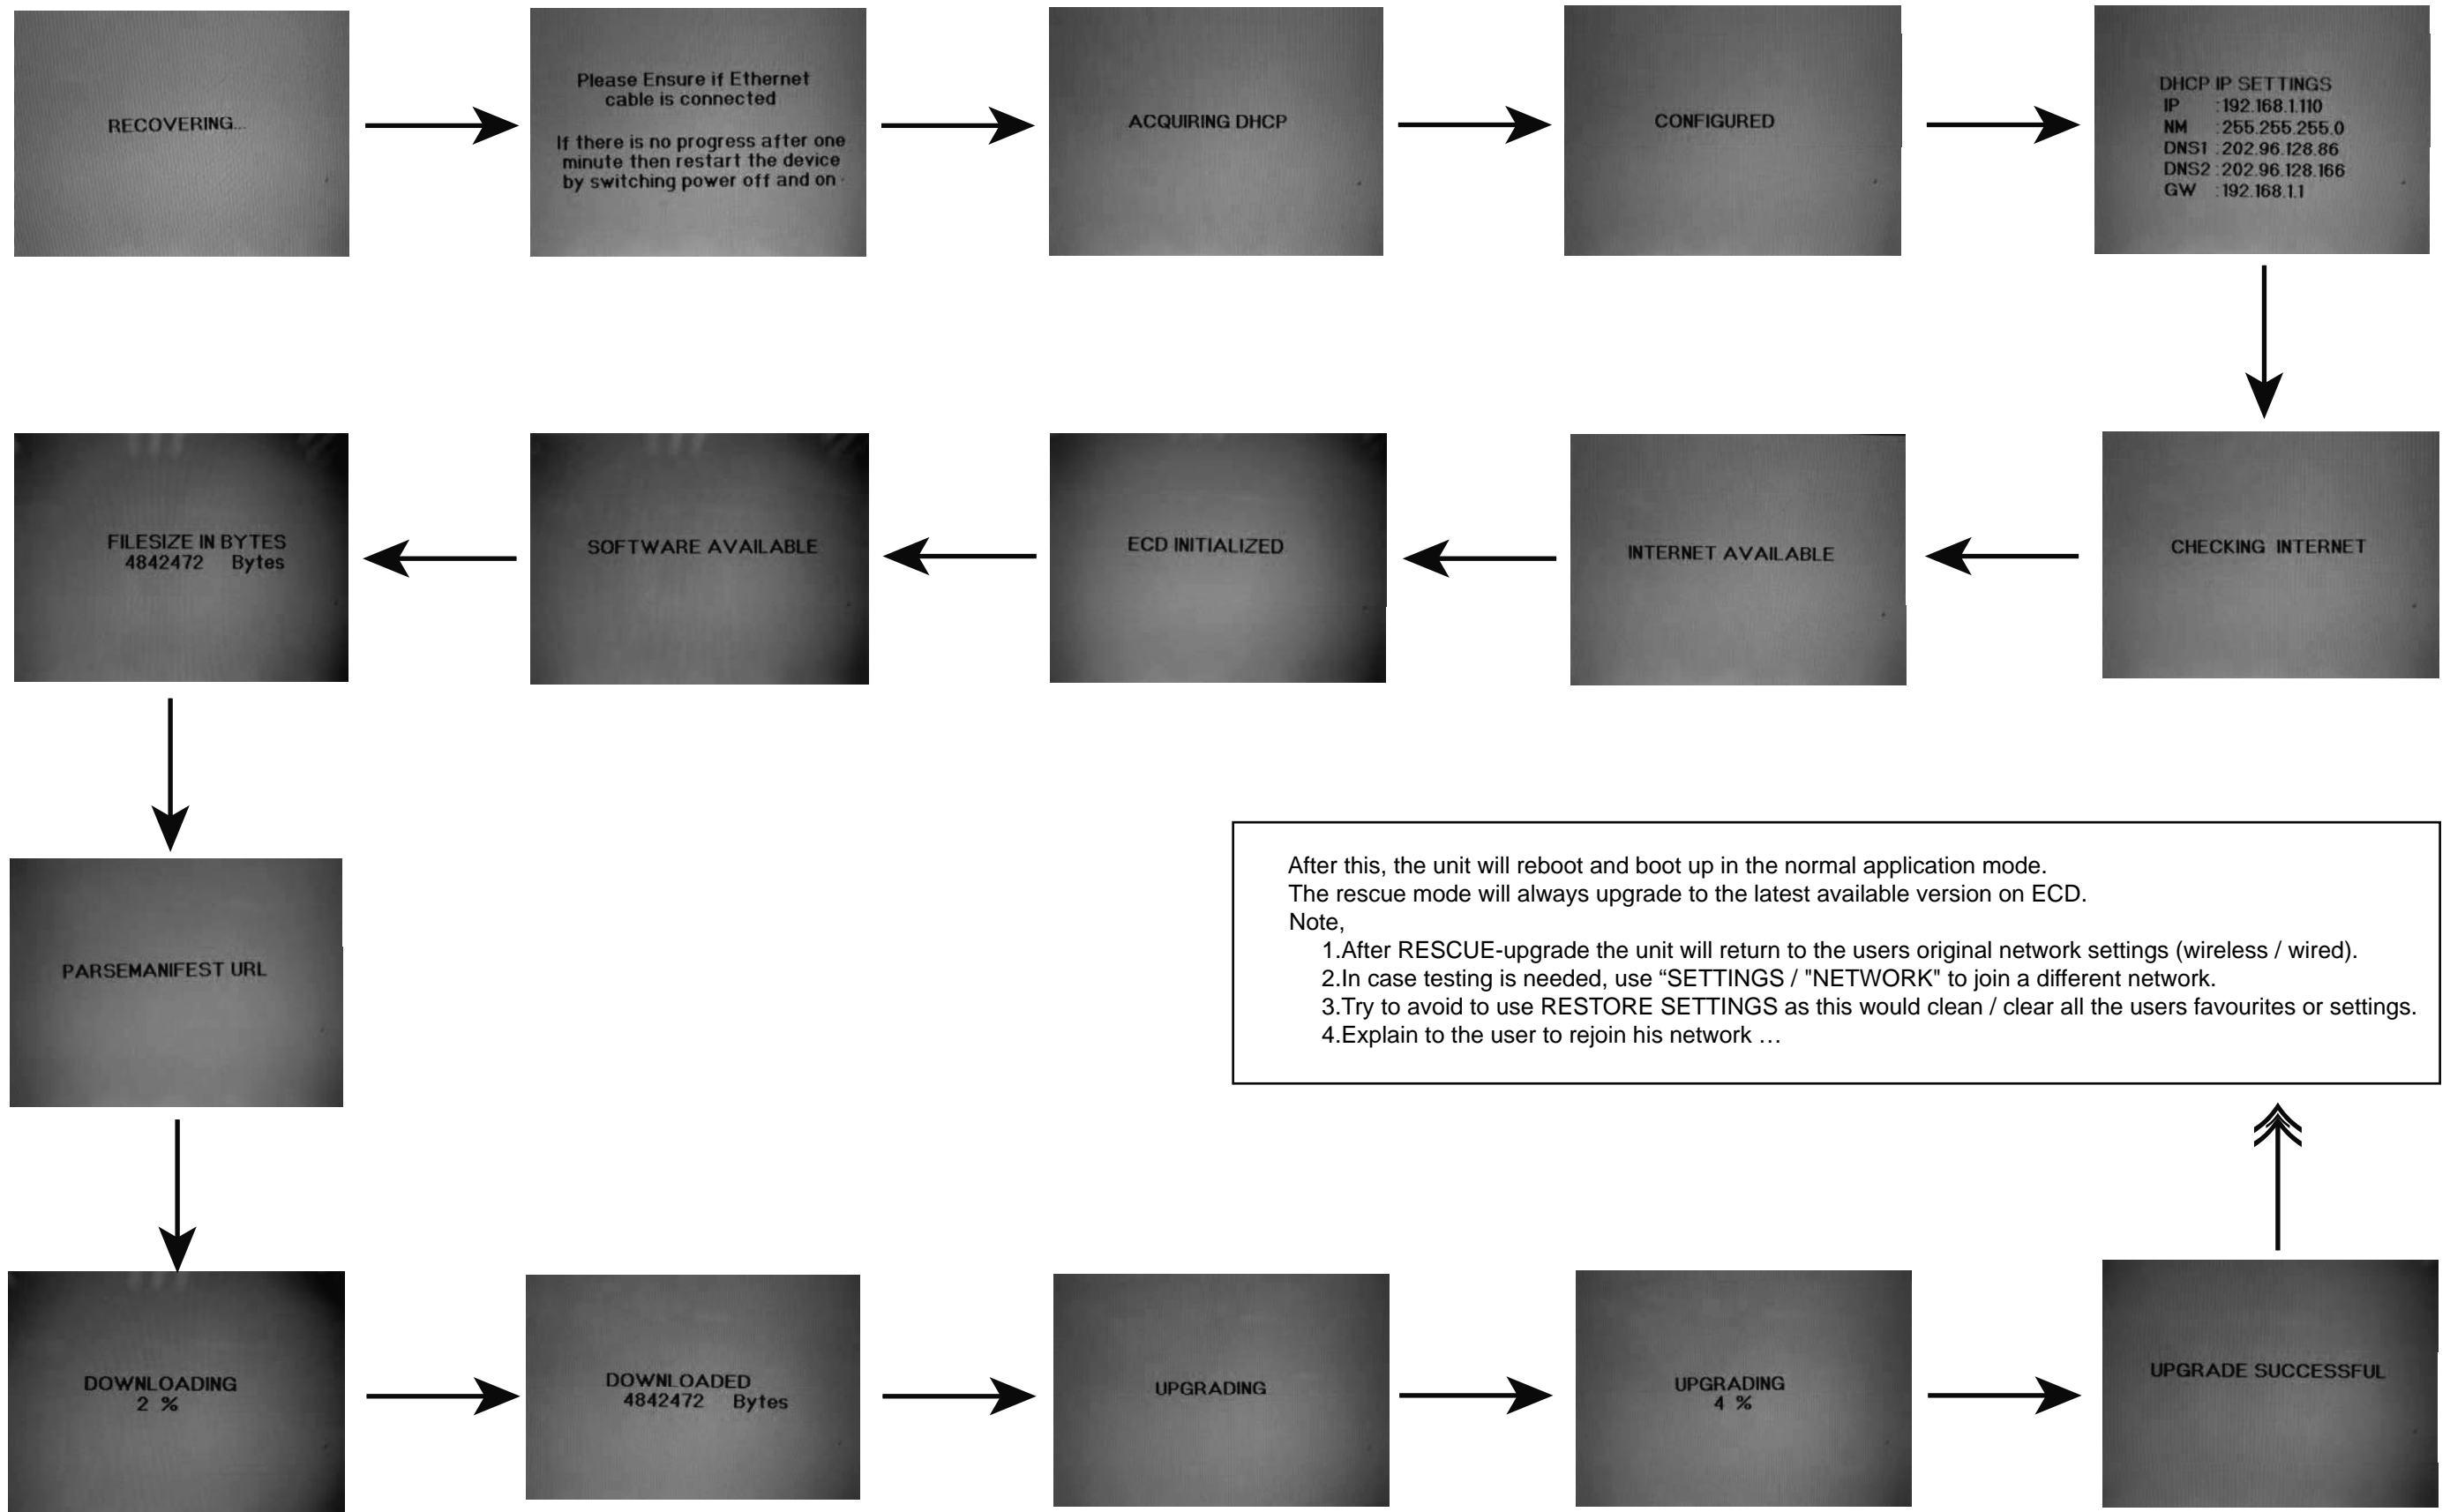 RECOVERING...
Please Ensure if Ethernet
cable is connected
If there is no progress after one
minute then restart the device
by switching power off and on
ACQUIRING DHCP
CONFIGURED
DHCP IP SETTINGS
IP :192.168.1.110
NM :255.255.255.0
DNS1 :202.96.128.86
DNS2 :202.96.128.166
GW :192.168.1.1
CHECKING INTERNET
INTERNET AVAILABLE
ECD INITIALIZED
SOFTWARE AVAILABLE
FILESIZE IN BYTES
4842472 Bytes
PARSEMANIFEST URL
DOWNLOADING
2 %
DOWNLOADED
4842472 Bytes
UPGRADING
UPGRADING
4 %
UPGRADE SUCCESSFUL
After this, the unit will reboot and boot up in the normal application mode.
The rescue mode will always upgrade to the latest available version on ECD.
Note,
1.After RESCUE-upgrade the unit will return to the users original network settings (wireless / wired).
2.In case testing is needed, use “SETTINGS / "NETWORK" to join a different network.
3.Try to avoid to use RESTORE SETTINGS as this would clean / clear all the users favourites or settings.
4.Explain to the user to rejoin his network …